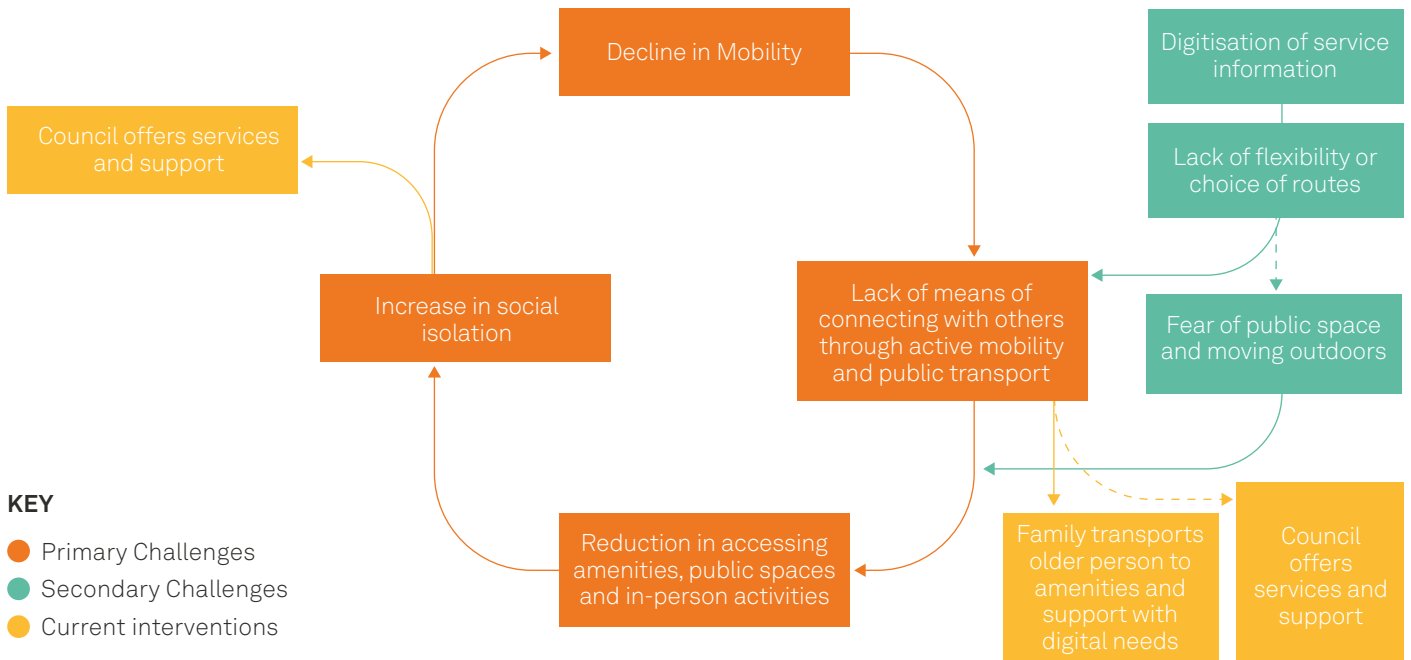 Decline in Mobility
Digitisation of service
information
Council offers services
and support
Lack of flexibility or
choice of routes
Increase in social
isolation
Lack of means of
connecting with others
through active mobility
and public transport
Fear of public space
and moving outdoors
KEY
Primary Challenges
Secondary Challenges
Current interventions
Reduction in accessing
amenities, public spaces
and in-person activities
Family transports
older person to
amenities and
support with
digital needs
Council
offers
services and
support